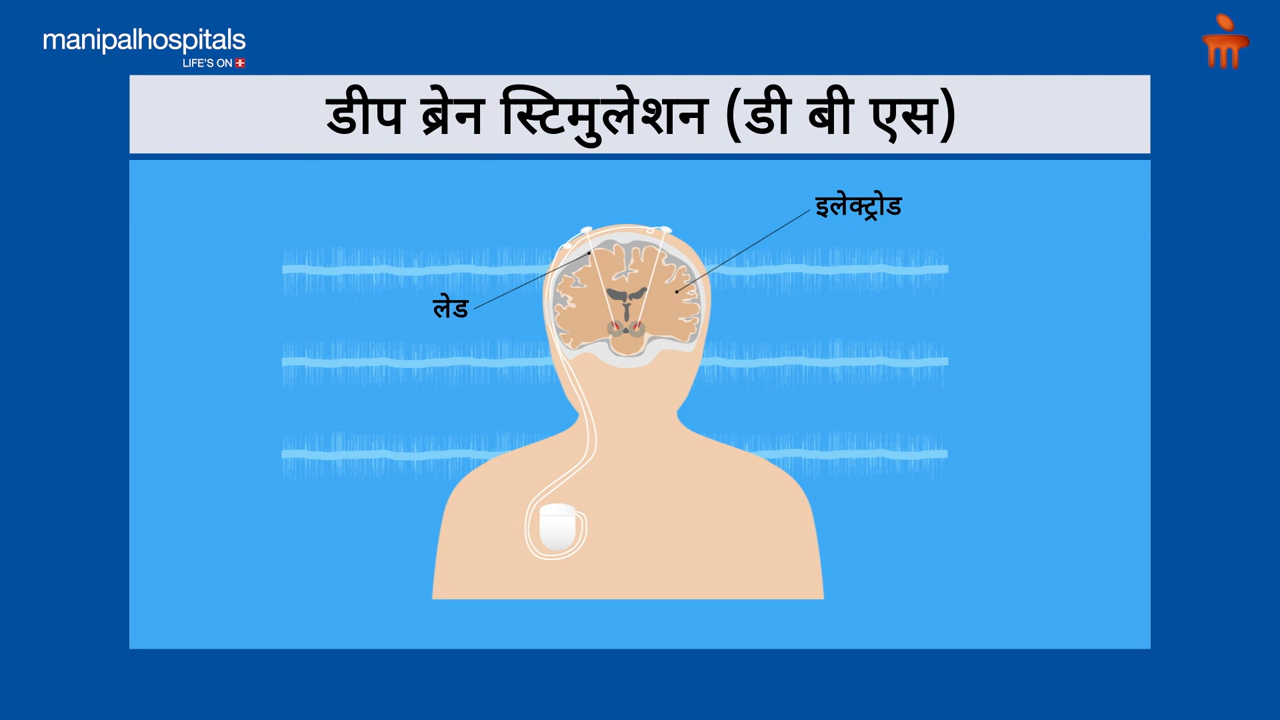 manipalhospitals
LIFE'S ON
डीप ब्रेन स्टिमुलेशन (डी बी एस)
इलेक्ट्रोड
लेड